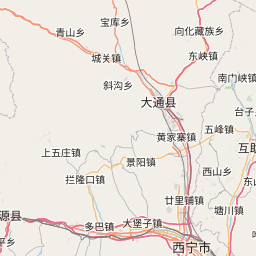 宝库乡
青山乡
向化藏族乡
城关镇
东峡镇
南门峡镇
斜沟乡
大通县
台子
五峰镇
黄家寨镇
互助
上五庄镇
景阳镇
西山乡
拦隆口镇
廿里铺镇
塘川镇
源县
多巴镇
大堡子镇
西宁市